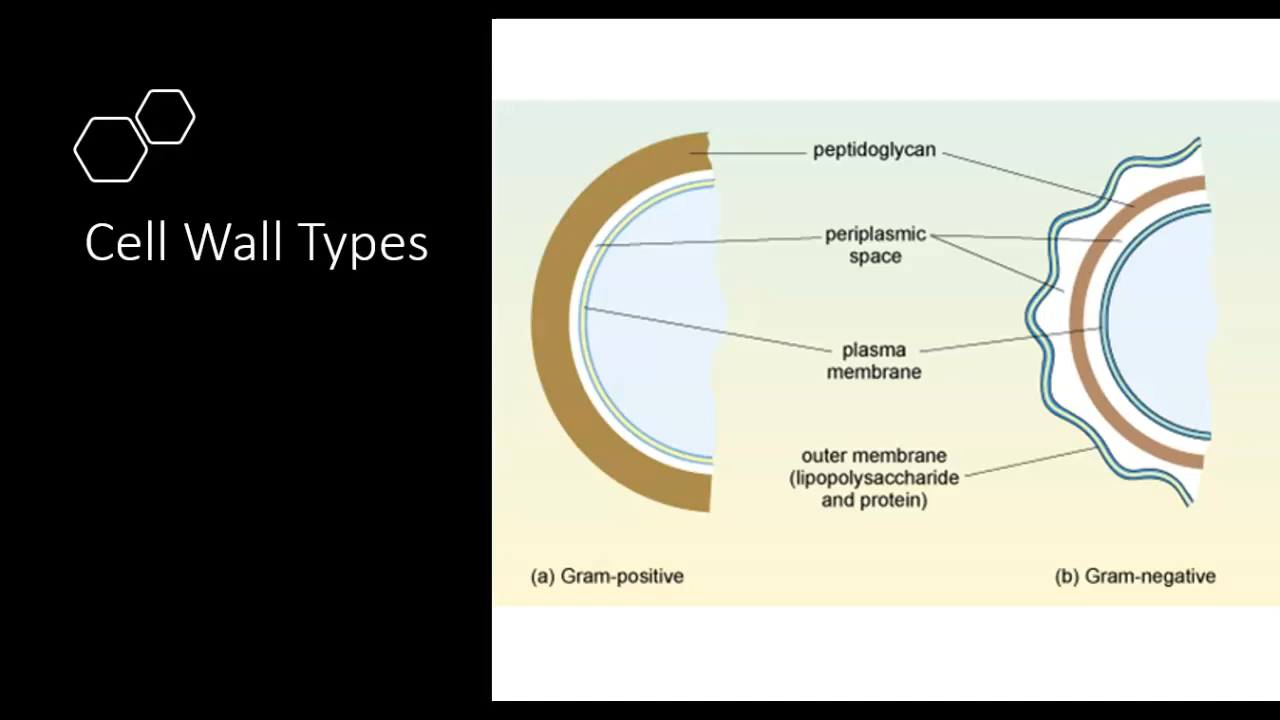 Cell Wall Types
peptidoglycan
periplasmic
space
plasma
membrane
outer membrane
(lipopolysaccharide
and protein)
(a) Gram-positive
(b) Gram-negative